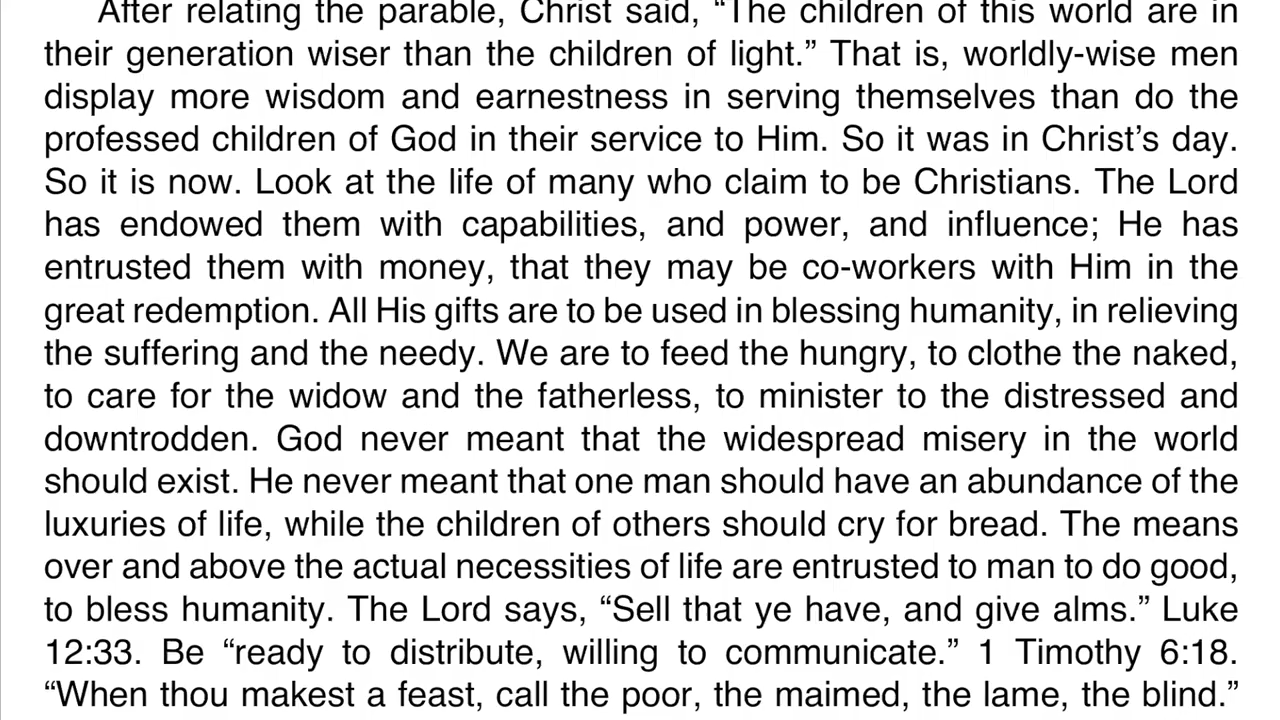 After relating the parable, Christ said, “The children of this world are in
their generation wiser than the children of light.” That is, worldly-wise men
display more wisdom and earnestness in serving themselves than do the
professed children of God in their service to Him. So it was in Christ’s day.
So it is now. Look at the life of many who claim to be Christians. The Lord
has endowed them with capabilities, and power, and influence; He has
entrusted them with money, that they may be co-workers with Him in the
great redemption. All His gifts are to be used in blessing humanity, in relieving
the suffering and the needy. We are to feed the hungry, to clothe the naked,
to care for the widow and the fatherless, to minister to the distressed and
downtrodden. God never meant that the widespread misery in the world
should exist. He never meant that one man should have an abundance of the
luxuries of life, while the children of others should cry for bread. The means
over and above the actual necessities of life are entrusted to man to do good,
to bless humanity. The Lord says, “Sell that ye have, and give alms.” Luke
12:33. Be “ready to distribute, willing to communicate.” 1 Timothy 6:18.
“When thou makest a feast, call the poor, the maimed, the lame, the blind.”